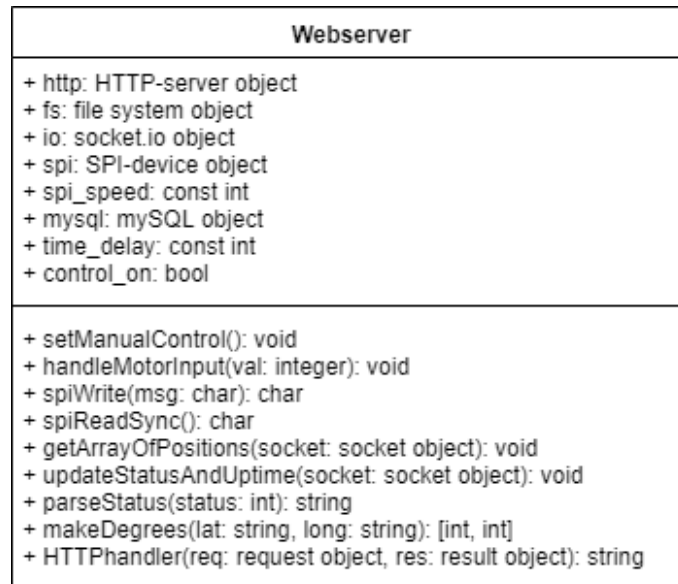 Webserver
+ http: HTTP-server object
+ fs: file system object
+ io: socket.io object
+ spi: SPI-device object
+ spi_speed: const int
+ mysql: mySQL object
+ time_delay: const int
+ control_on: bool
+ setManualControl(): void
+ handleMotorInput(val: integer): void
+ spiWrite(msg: char): char
+ spiReadSync(): char
+ getArrayOfPositions(socket: socket object): void
+ updateStatusAndUptime(socket: socket object): void
+ parseStatus(status: int): string
+ makeDegrees(lat: string, long: string): [int, int]
+ HTTPhandler(req: request object, res: result object): string